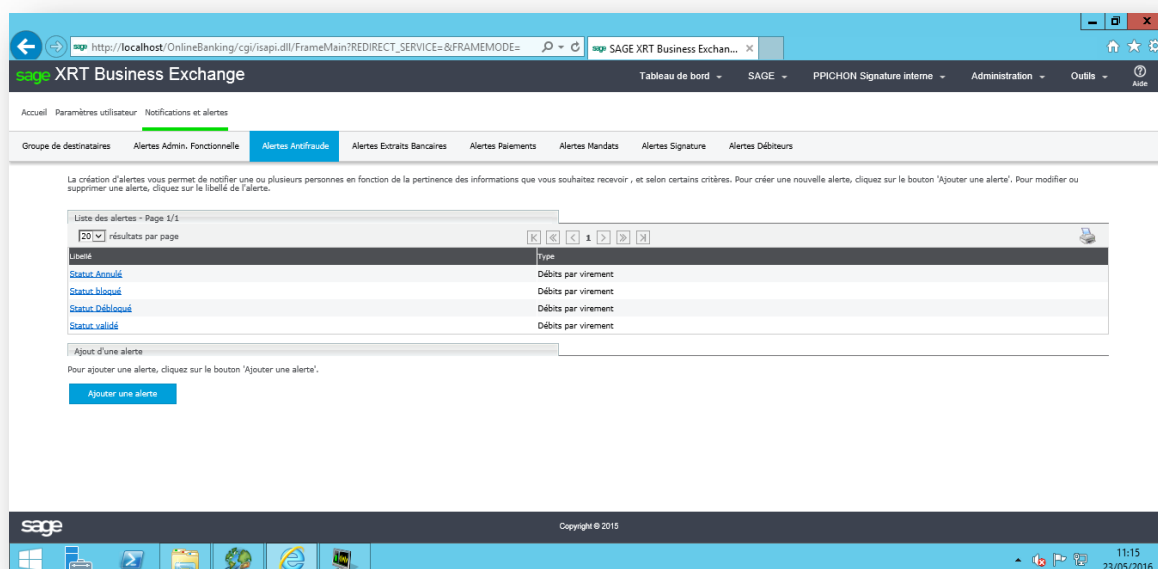 http://localhost/OnlineBanking/cgi/isapi.dll/FrameMain?REDIRECT_SERVICE=&FRAMEMODE=
sage SAGE XRT Business Exchan...
sage XRT Business Exchange
Tableau de bord
SAGE
PPICHON Signature interne
Administration
Outils
Aide
Accueil Paramètres utilisateur Notifications et alertes
Groupe de destinataires Alertes Admin. Fonctionnelle Alertes Antifraude Alertes Extraits Bancaires Alertes Paiements Alertes Mandats Alertes Signature Alertes Débiteurs
La création d'alertes vous permet de notifier une ou plusieurs personnes en fonction de la pertinence des informations que vous souhaitez recevoir , et selon certains critères. Pour créer une nouvelle alerte, cliquez sur le bouton 'Ajouter une alerte'. Pour modifier ou
supprimer une alerte, cliquez sur le libellé de l'alerte.
Liste des alertes - Page 1/1
20 résultats par page
1
Libellé Type
Statut Annulé Débits par virement
Statut bloqué Débits par virement
Statut Débloqué Débits par virement
Statut validé Débits par virement
Ajout d'une alerte
Pour ajouter une alerte, cliquez sur le bouton 'Ajouter une alerte'.
Ajouter une alerte
sage
Copyright © 2015
11:15
23/05/2016